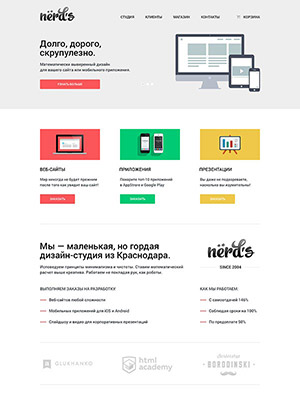 nërd's
СТУДИЯ КЛИЕНТЫ МАГАЗИН КОНТАКТЫ КОРЗИНА
Долго, дорого,
скрупулезно.
Математически выверенный дизайн
для вашего сайта или мобильного приложения.
УЗНАТЬ БОЛЬШЕ
ВЕБ-САЙТЫ ПРИЛОЖЕНИЯ ПРЕЗЕНТАЦИИ
Мир никогда не будет прежним
после того как увидит ваш сайт!
Покорите топ-10 приложений
в AppStore и Google Play
Вы даже не подозреваете,
насколько вы изумительны!
ЗАКАЗАТЬ ЗАКАЗАТЬ ЗАКАЗАТЬ
Мы — маленькая, но гордая
дизайн-студия из Краснодара.
Исповедуем принципы минимализма и чистоты. Ставим математический
расчет выше креатива. Работаем не покладая рук, как роботы.
nërd's
SINCE 2004
ВЫПОЛНЯЕМ ЗАКАЗЫ НА РАЗРАБОТКУ
Веб-сайтов любой сложности
Мобильных приложений для iOS и Android
Слайдшоу и видео для корпоративных презентаций
КАК МЫ РАБОТАЕМ:
С самоотдачей 146%
Соблюдая сроки на 100%
По предоплате 50%
GLUKHANKO
html
academy
BORODINSKI